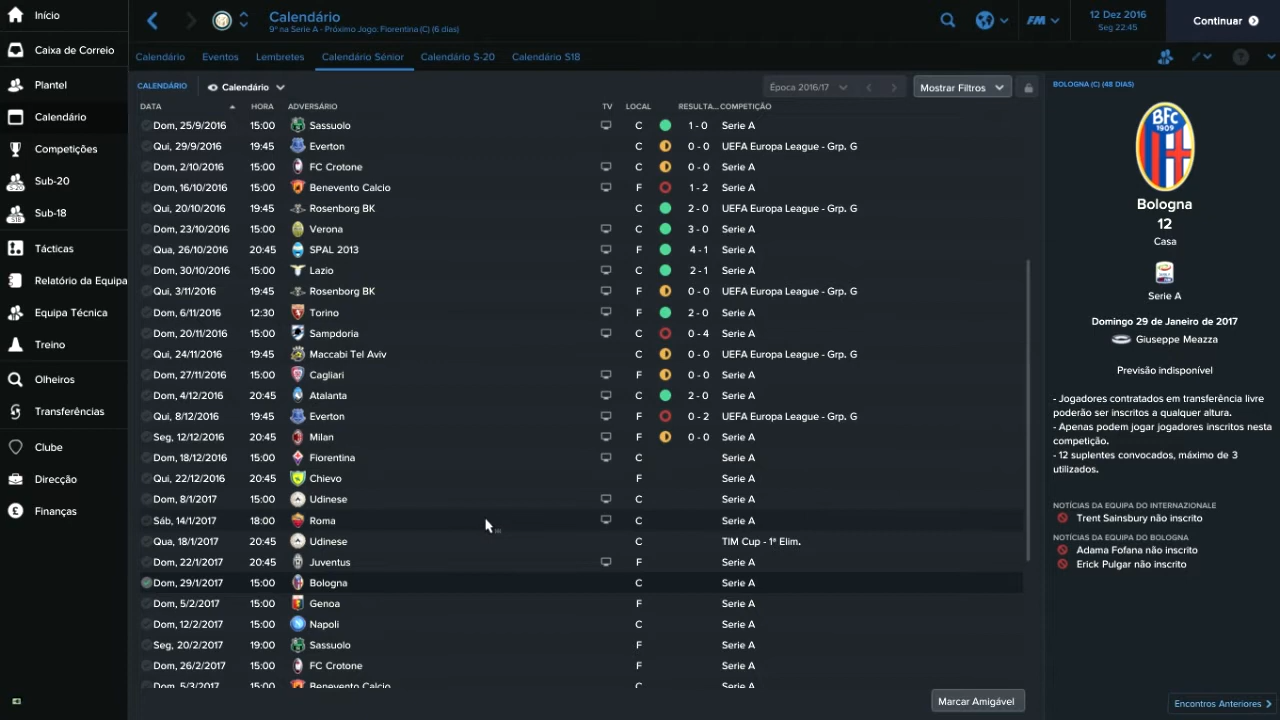 Início
Caixa de Correio
Plantel
Calendário
Competições
Sub-20
Sub-18
Tácticas
Relatório da Equipa
Equipa Técnica
Treino
Olheiros
Transferências
Clube
Direcção
Finanças
Calendário
9º na Serie A - Próximo Jogo: Fiorentina (C) (6 dias)
FM
12 Dez 2016
Seg 22:45
Continuar
Calendário Eventos Lembretes Calendário Sénior Calendário S-20 Calendário S18
CALENDÁRIO Calendário Época 2016/17 Mostrar Filtros
DATA HORA ADVERSÁRIO TV LOCAL RESULTA... COMPETIÇÃO
Dom, 25/9/2016 15:00 Sassuolo C 1 - 0 Serie A
Qui, 29/9/2016 19:45 Everton C 0 - 0 UEFA Europa League - Grp. G
Dom, 2/10/2016 15:00 FC Crotone C 0 - 0 Serie A
Dom, 16/10/2016 15:00 Benevento Calcio F 1 - 2 Serie A
Qui, 20/10/2016 19:45 Rosenborg BK C 2 - 0 UEFA Europa League - Grp. G
Dom, 23/10/2016 15:00 Verona C 3 - 0 Serie A
Qua, 26/10/2016 20:45 SPAL 2013 F 4 - 1 Serie A
Dom, 30/10/2016 15:00 Lazio C 2 - 1 Serie A
Qui, 3/11/2016 19:45 Rosenborg BK F 0 - 0 UEFA Europa League - Grp. G
Dom, 6/11/2016 12:30 Torino F 2 - 0 Serie A
Dom, 20/11/2016 15:00 Sampdoria C 0 - 4 Serie A
Qui, 24/11/2016 19:45 Maccabi Tel Aviv C 0 - 0 UEFA Europa League - Grp. G
Dom, 27/11/2016 15:00 Cagliari F 0 - 0 Serie A
Dom, 4/12/2016 20:45 Atalanta C 2 - 0 Serie A
Qui, 8/12/2016 19:45 Everton F 0 - 2 UEFA Europa League - Grp. G
Seg, 12/12/2016 20:45 Milan F 0 - 0 Serie A
Dom, 18/12/2016 15:00 Fiorentina C Serie A
Qui, 22/12/2016 20:45 Chievo F Serie A
Dom, 8/1/2017 15:00 Udinese C Serie A
Sáb, 14/1/2017 18:00 Roma C Serie A
Qua, 18/1/2017 20:45 Udinese C TIM Cup - 1ª Elim.
Dom, 22/1/2017 20:45 Juventus F Serie A
Dom, 29/1/2017 15:00 Bologna C Serie A
Dom, 5/2/2017 15:00 Genoa F Serie A
Dom, 12/2/2017 15:00 Napoli C Serie A
Seg, 20/2/2017 19:00 Sassuolo F Serie A
Dom, 26/2/2017 15:00 FC Crotone F Serie A
Dom, 5/3/2017 15:00 Benevento Calcio C Serie A
Marcar Amigável
BOLOGNA (C) (48 DIAS)
BFC
1909
Bologna
12
Casa
Serie A
Domingo 29 de Janeiro de 2017
Giuseppe Meazza
Previsão indisponível
- Jogadores contratados em transferência livre
poderão ser inscritos a qualquer altura.
- Apenas podem jogar jogadores inscritos nesta
competição.
- 12 suplentes convocados, máximo de 3
utilizados.
NOTÍCIAS DA EQUIPA DO INTERNAZIONALE
Trent Sainsbury não inscrito
NOTÍCIAS DA EQUIPA DO BOLOGNA
Adama Fofana não inscrito
Erick Pulgar não inscrito
Encontros Anteriores